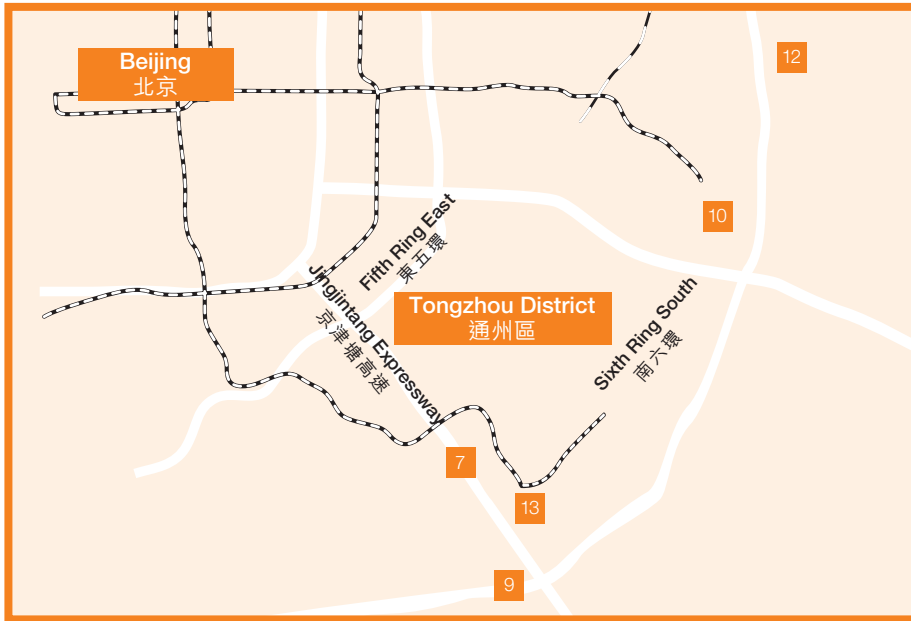 Beijing
北京
12
10
Fifth Ring East
東五環
Jingjintang Expressway
京津塘高速
Tongzhou District
通州區
Sixth Ring South
南六環
7
13
9